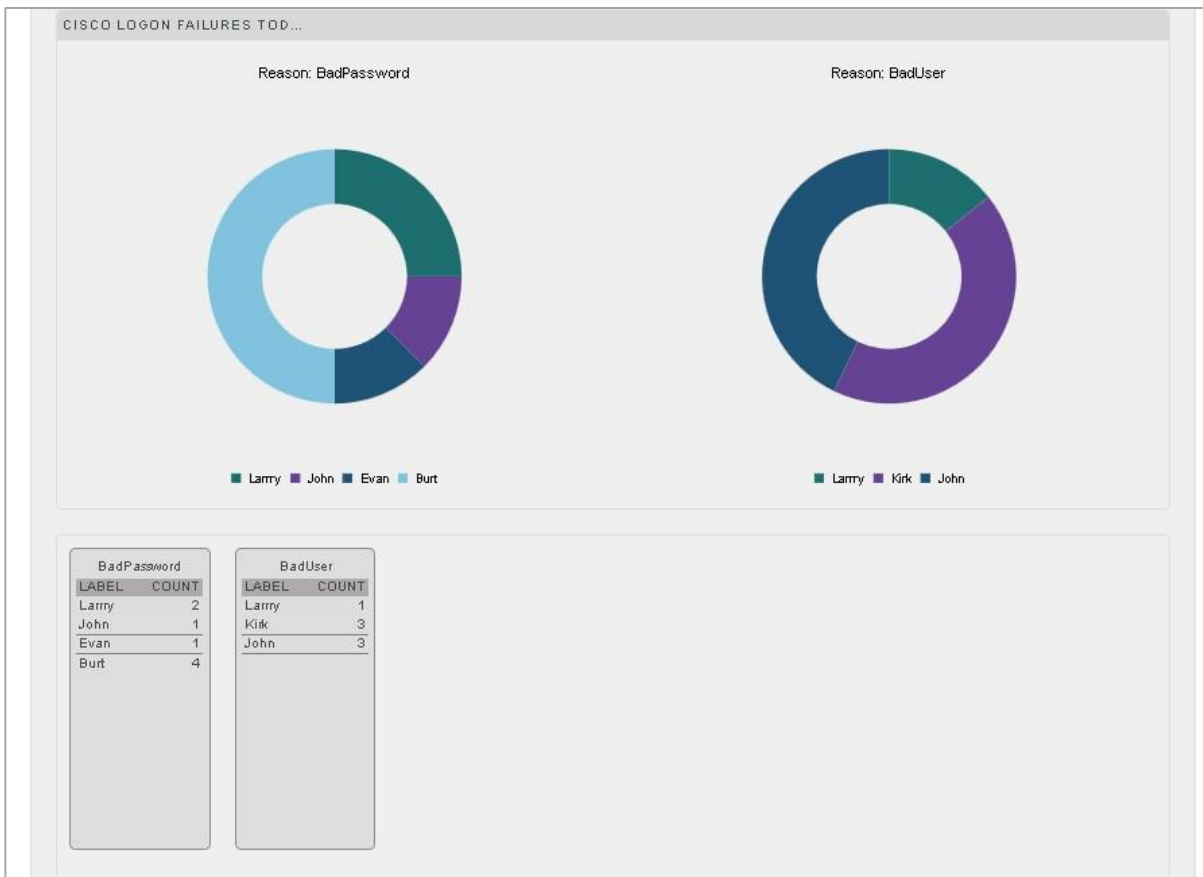 CISCO LOGON FAILURES TOD...
Reason: BadPassword
Reason: BadUser
Larrry John Evan Burt
Larrry Kirk John
BadPassword
LABEL COUNT
Larrry 2
John 1
Evan 1
Burt 4
BadUser
LABEL COUNT
Larrry 1
Kirk 3
John 3